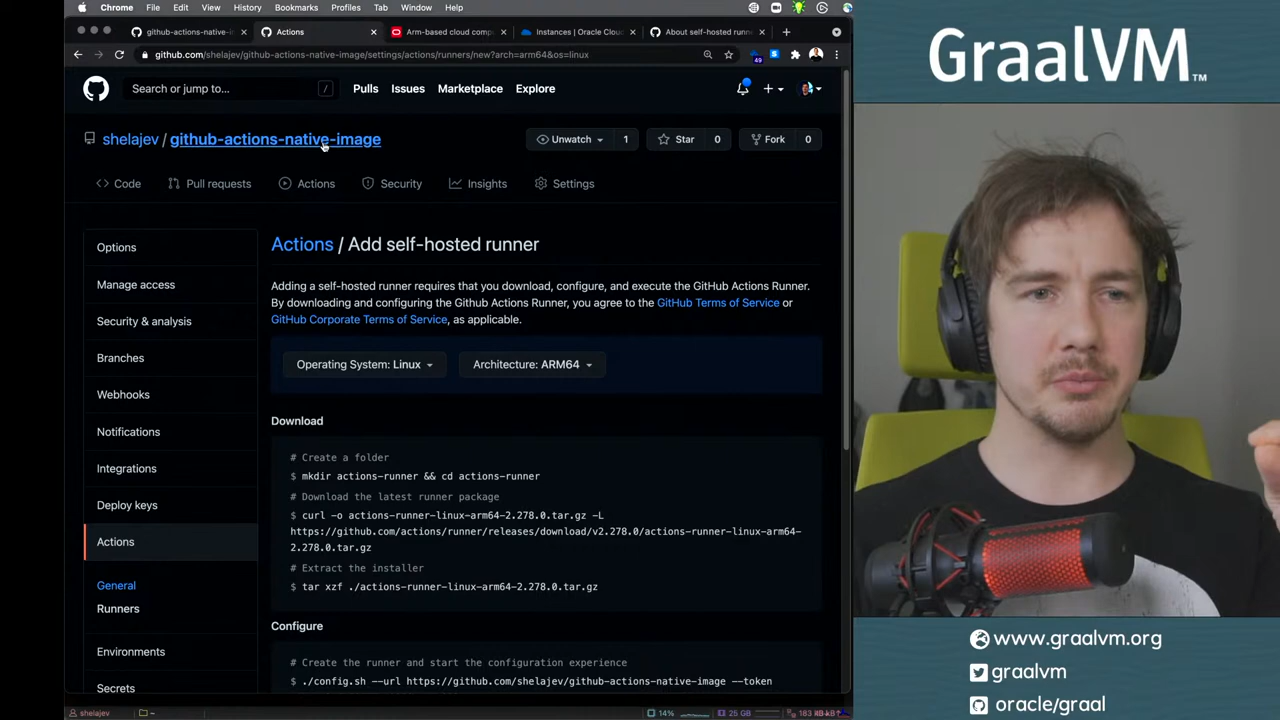 Chrome File Edit View History Bookmarks Profiles Tab Window Help
github-actions-native-i
Actions
Arm-based cloud comp
Instances | Oracle Clou
About self-hosted runne
github.com/shelajev/github-actions-native-image/settings/actions/runners/new?arch=arm64&os=linux
49
Search or jump to... /
Pulls Issues Marketplace Explore
shelajev / github-actions-native-image
Unwatch 1 Star 0 Fork 0
Code Pull requests Actions Security Insights Settings
Options
Manage access
Security & analysis
Branches
Webhooks
Notifications
Integrations
Deploy keys
Actions
General
Runners
Environments
Secrets
Actions / Add self-hosted runner
Adding a self-hosted runner requires that you download, configure, and execute the GitHub Actions Runner.
By downloading and configuring the Github Actions Runner, you agree to the GitHub Terms of Service or
GitHub Corporate Terms of Service, as applicable.
Operating System: Linux Architecture: ARM64
Download
# Create a folder
$ mkdir actions-runner && cd actions-runner
# Download the latest runner package
$ curl -o actions-runner-linux-arm64-2.278.0.tar.gz -L
https://github.com/actions/runner/releases/download/v2.278.0/actions-runner-linux-arm64-
2.278.0.tar.gz
# Extract the installer
$ tar xzf ./actions-runner-linux-arm64-2.278.0.tar.gz
Configure
# Create the runner and start the configuration experience
$ ./config.sh --url https://github.com/shelajev/github-actions-native-image --token
shelajev ~ 14% 25 GB
GraalVM™
www.graalvm.org
graalvm
oracle/graal